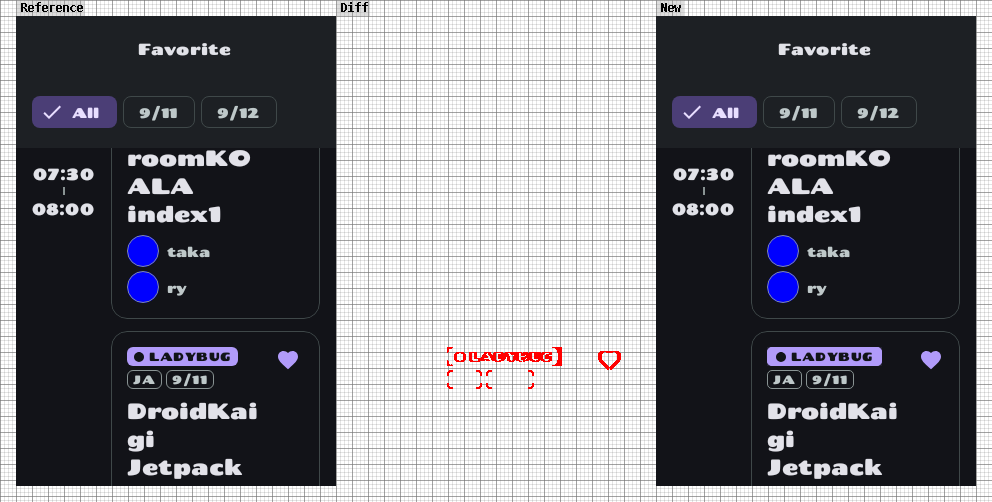 Reference
Diff
New
Favorite
All 9/11 9/12
07:30
08:00
roomKO
ALA
index1
taka
ry
LADYBUG
JA 9/11
DroidKai
gi
Jetpack
LADYBUG
Favorite
All 9/11 9/12
07:30
08:00
roomKO
ALA
index1
taka
ry
LADYBUG
JA 9/11
DroidKai
gi
Jetpack